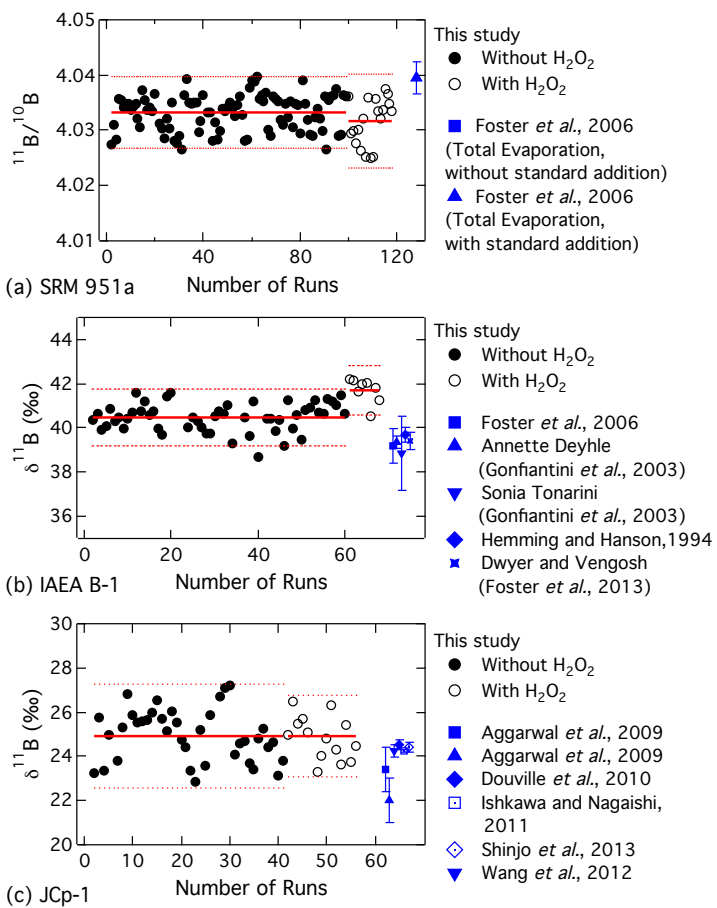 This study
Without H₂O₂
With H₂O₂
Foster et al., 2006
(Total Evaporation,
without standard addition)
Foster et al., 2006
(Total Evaporation,
with standard addition)
4.04
4.03
4.02
4.01
¹¹B/¹⁰B
0 40 80 120
Number of Runs
(a) SRM 951a
This study
Without H₂O₂
With H₂O₂
Foster et al., 2006
Annette Deyhle
(Gonfiantini et al., 2003)
Sonia Tonarini
(Gonfiantini et al., 2003)
Hemming and Hanson,1994
Dwyer and Vengosh
(Foster et al., 2013)
44
42
40
38
36
δ ¹¹B (‰)
0 20 40 60
Number of Runs
(b) IAEA B-1
This study
Without H₂O₂
With H₂O₂
Aggarwal et al., 2009
Aggarwal et al., 2009
Douville et al., 2010
Ishkawa and Nagaishi,
2011
Shinjo et al., 2013
Wang et al., 2012
30
28
26
24
22
20
δ ¹¹B (‰)
0 10 20 30 40 50 60
Number of Runs
(c) JCp-1